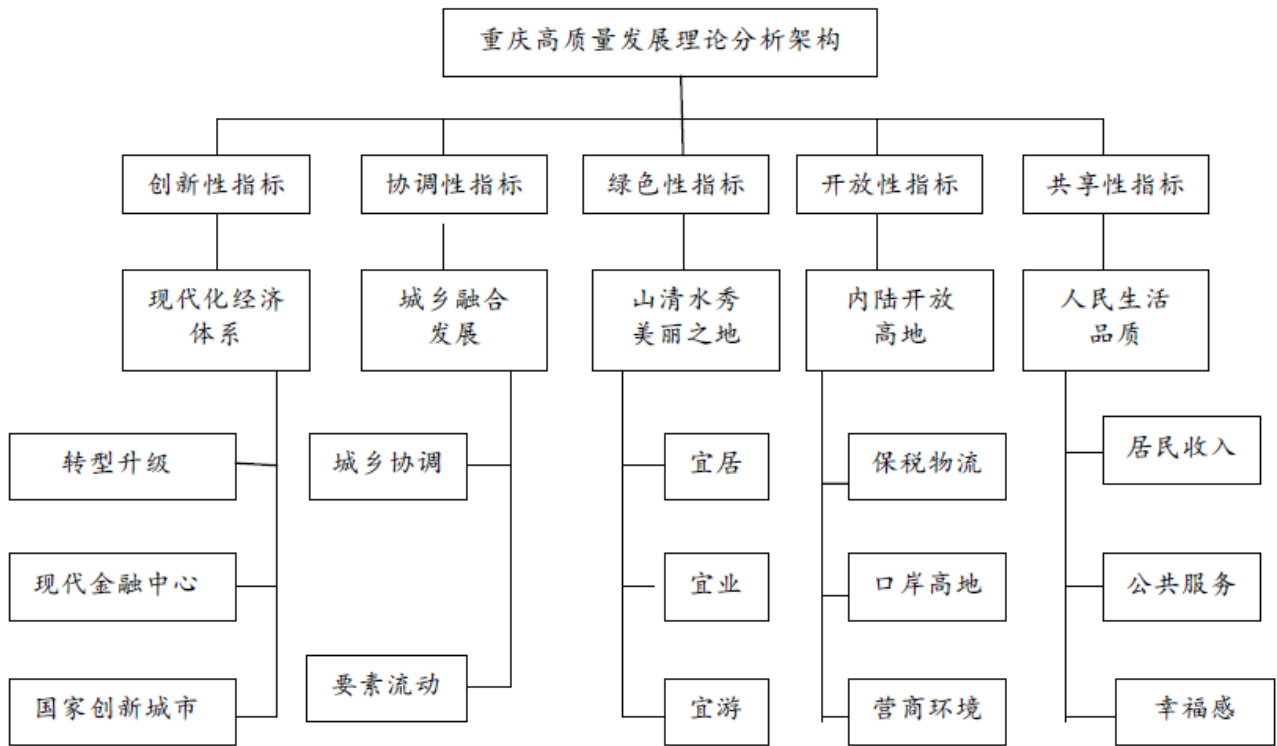 重庆高质量发展理论分析架构
创新性指标
协调性指标
绿色性指标
开放性指标
共享性指标
现代化经济
体系
城乡融合
发展
山清水秀
美丽之地
内陆开放
高地
人民生活
品质
转型升级
城乡协调
宜居
保税物流
居民收入
现代金融中心
宜业
口岸高地
公共服务
国家创新城市
要素流动
宜游
营商环境
幸福感